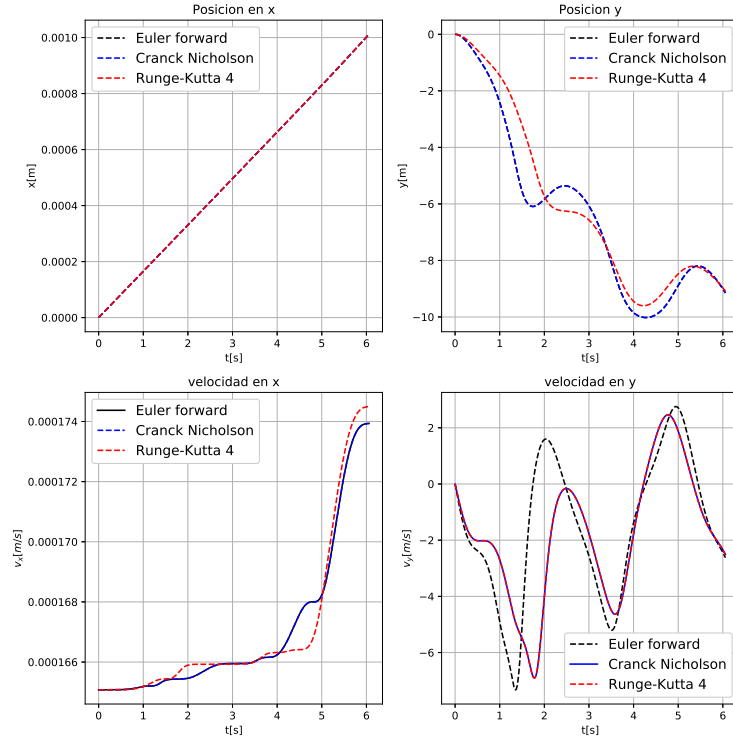 Posicion en x
0.0010
0.0008
0.0006
0.0004
0.0002
0.0000
x[m]
0 1 2 3 4 5 6
t[s]
Euler forward
Cranck Nicholson
Runge-Kutta 4
Posicion y
0
−2
−4
−6
−8
−10
y[m]
0 1 2 3 4 5 6
t[s]
Euler forward
Cranck Nicholson
Runge-Kutta 4
velocidad en x
0.000174
0.000172
0.000170
0.000168
0.000166
vₓ[m/s]
0 1 2 3 4 5 6
t[s]
Euler forward
Cranck Nicholson
Runge-Kutta 4
velocidad en y
2
0
−2
−4
−6
v_y[m/s]
0 1 2 3 4 5 6
t[s]
Euler forward
Cranck Nicholson
Runge-Kutta 4